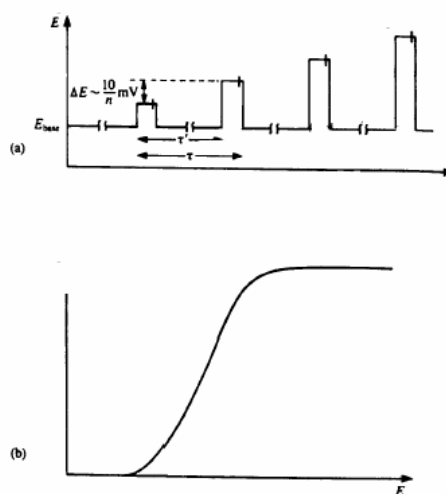 E
ΔE ~ 10/n mV
E_base
τ'
τ
(a)
(b)
E